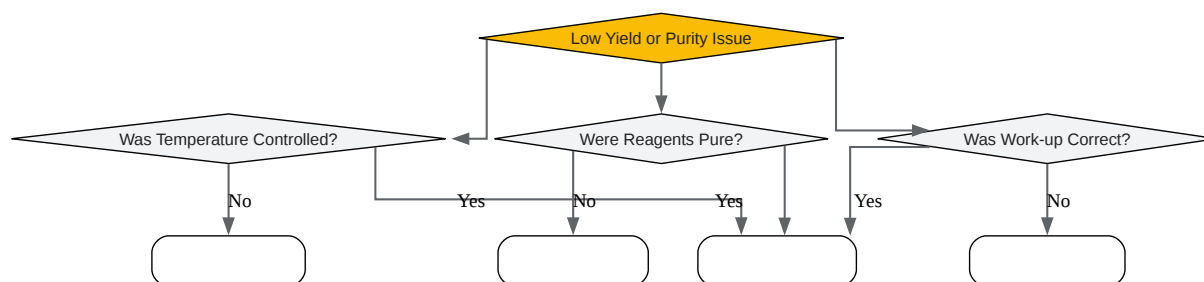 Low Yield or Purity Issue
Was Temperature Controlled?
Were Reagents Pure?
Was Work-up Correct?
No
Yes
No
Yes
Yes
No